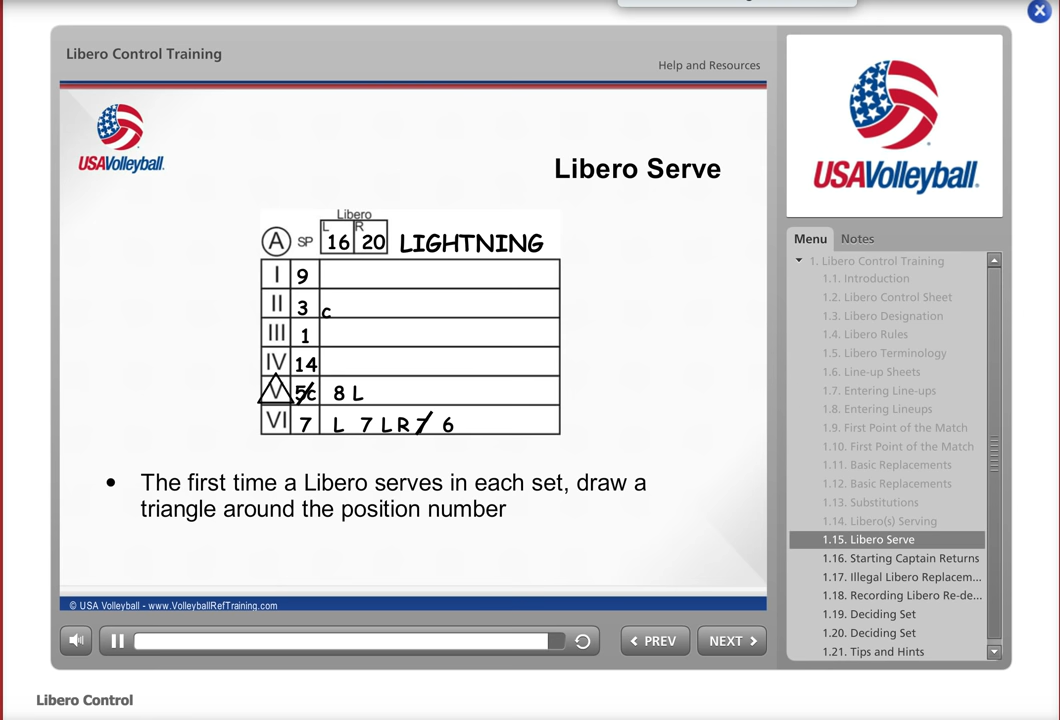 Libero Control Training
Help and Resources
USAVolleyball.
USAVolleyball.
Libero Serve
Libero
L R
A SP 16 20 LIGHTNING
I 9
II 3 c
III 1
IV 14
V 5c 8 L
VI 7 L 7 L R 7 6
• The first time a Libero serves in each set, draw a
triangle around the position number
© USA Volleyball - www.VolleyballRefTraining.com
PREV
NEXT
Menu Notes
1. Libero Control Training
1.1. Introduction
1.2. Libero Control Sheet
1.3. Libero Designation
1.4. Libero Rules
1.5. Libero Terminology
1.6. Line-up Sheets
1.7. Entering Line-ups
1.8. Entering Lineups
1.9. First Point of the Match
1.10. First Point of the Match
1.11. Basic Replacements
1.12. Basic Replacements
1.13. Substitutions
1.14. Libero(s) Serving
1.15. Libero Serve
1.16. Starting Captain Returns
1.17. Illegal Libero Replacem...
1.18. Recording Libero Re-de...
1.19. Deciding Set
1.20. Deciding Set
1.21. Tips and Hints
Libero Control